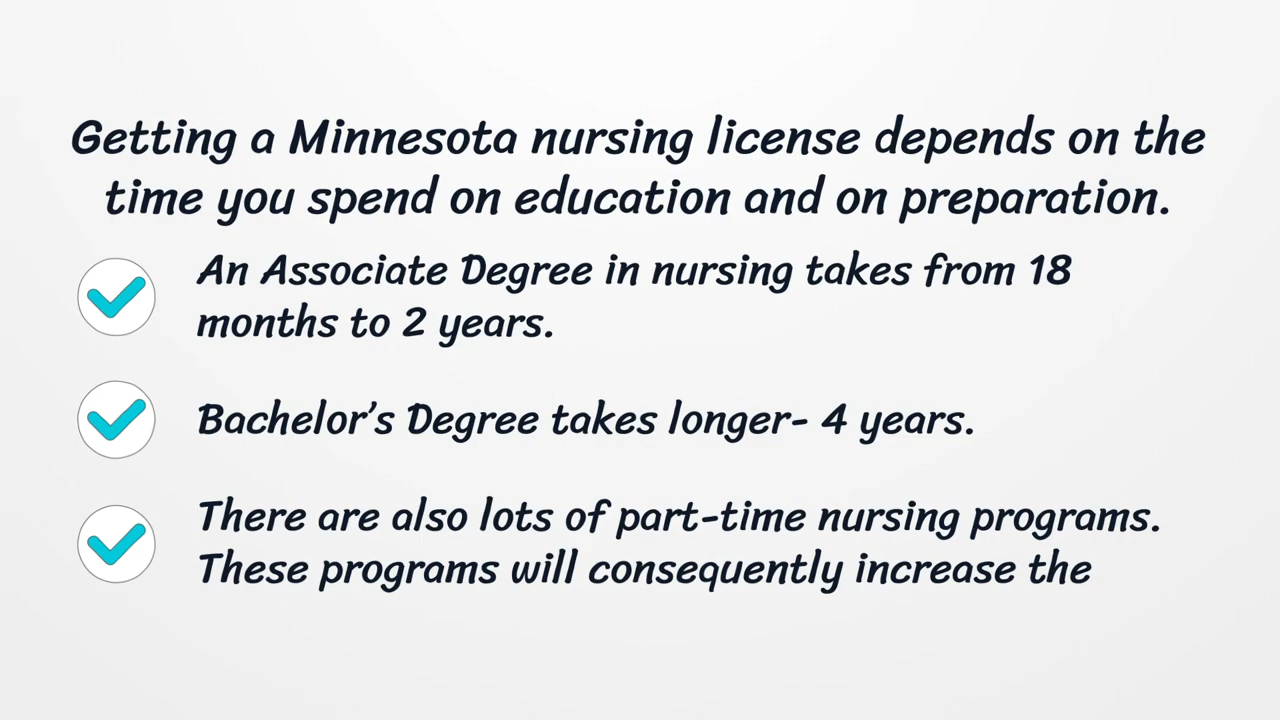 Getting a Minnesota nursing license depends on the
time you spend on education and on preparation.
An Associate Degree in nursing takes from 18
months to 2 years.
Bachelor's Degree takes longer- 4 years.
There are also lots of part-time nursing programs.
These programs will consequently increase the